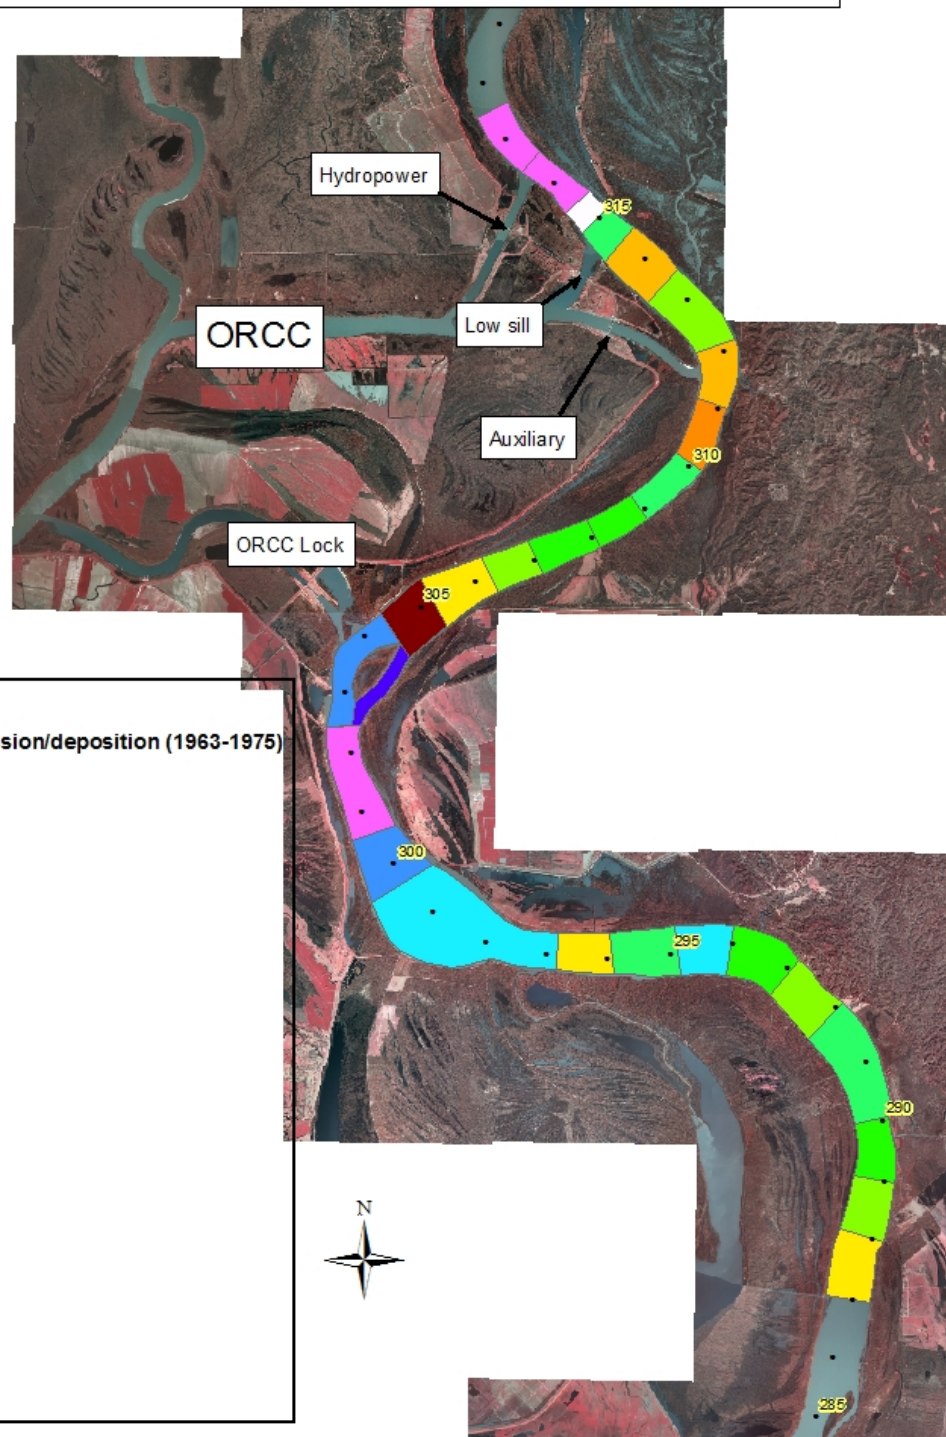 315
Hydropower
ORCC
Low sill
Auxiliary
310
ORCC Lock
305
sion/deposition (1963-1975)
300
295
290
N
285